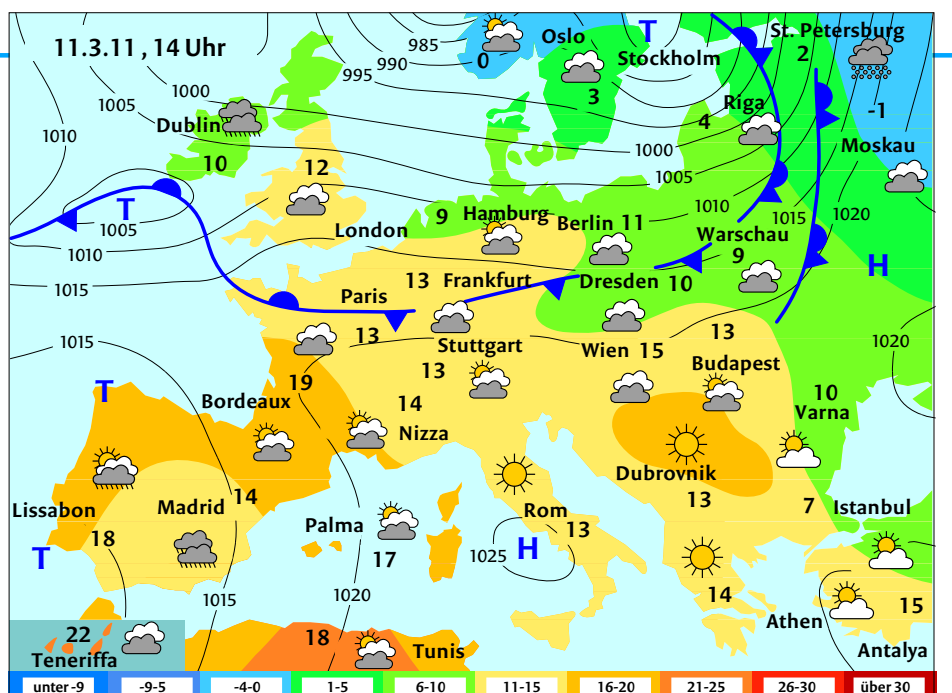 11.3.11 , 14 Uhr
985
990
995
1000
1005
1010
0
Oslo
T
St. Petersburg
2
Stockholm
3
-1
Riga
4
Dublin
10
1000
1005
Moskau
12
T
1005
1010
1015
9
Hamburg
Berlin 11
1010
1015
1020
London
Warschau
9
H
13
Frankfurt
Dresden 10
Paris
13
1015
Stuttgart
13
Wien 15
13
Budapest
1020
T
19
Bordeaux
14
Nizza
10
Varna
Dubrovnik
13
Lissabon
18
Madrid
14
Palma
17
Rom
13
7
Istanbul
T
1025
H
1015
1020
14
Athen
15
Antalya
22
Teneriffa
18
Tunis
unter -9
-9-5
-4-0
1-5
6-10
11-15
16-20
21-25
26-30
über 30